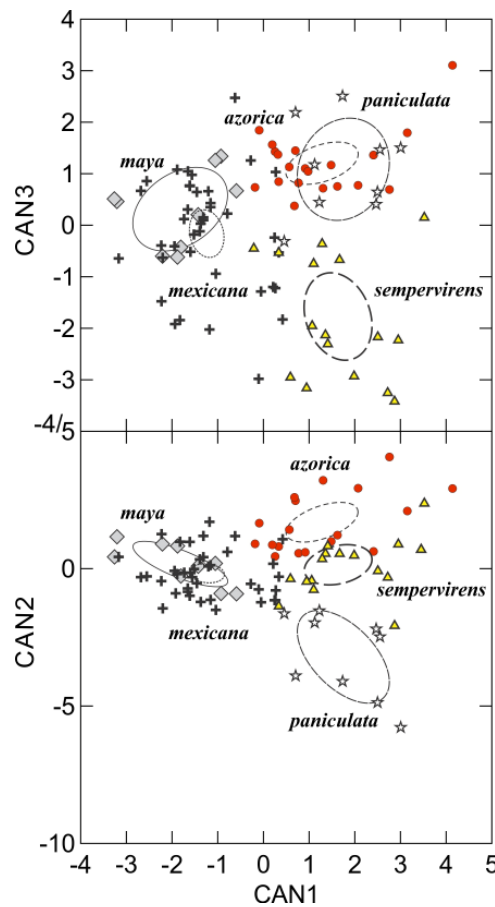 4
3
azorica
paniculata
2
maya
1
CAN3
0
-1
mexicana
sempervirens
-2
-3
-4/
5
azorica
maya
CAN2
0
sempervirens
mexicana
-5
paniculata
-10
-4 -3 -2 -1 0 1 2 3 4 5
CAN1